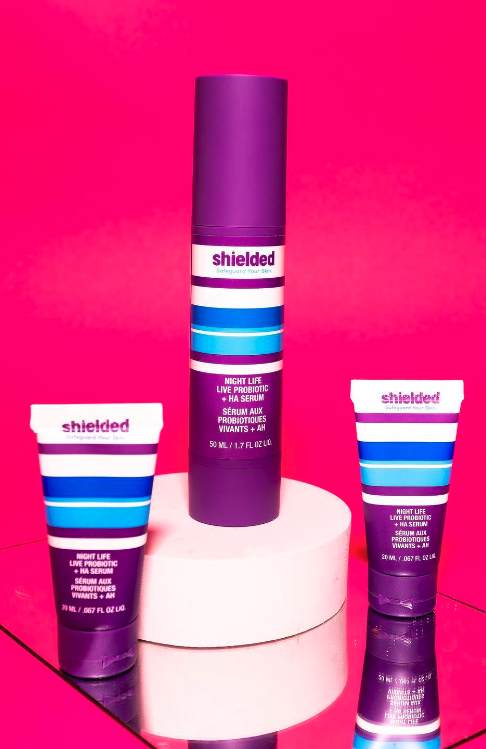 shielded
Safeguard Your Skin
NIGHT LIFE
LIVE PROBIOTIC
+ HA SERUM
SÉRUM AUX
PROBIOTIQUES
VIVANTS + AH
50 ML / 1.7 FL OZ LIQ.
shielded
Safeguard Your Skin
NIGHT LIFE
LIVE PROBIOTIC
+ HA SERUM
SÉRUM AUX
PROBIOTIQUES
VIVANTS + AH
20 ML / .067 FL OZ LIQ.
shielded
Safeguard Your Skin
NIGHT LIFE
LIVE PROBIOTIC
+ HA SERUM
SÉRUM AUX
PROBIOTIQUES
VIVANTS + AH
20 ML / .067 FL OZ LIQ.